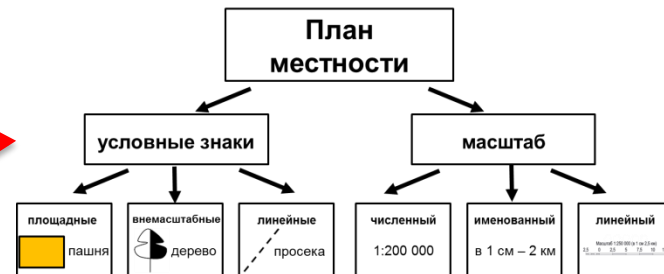 План
местности
условные знаки
масштаб
площадные
пашня
внемасштабные
дерево
линейные
просека
численный
1:200 000
именованный
в 1 см – 2 км
линейный